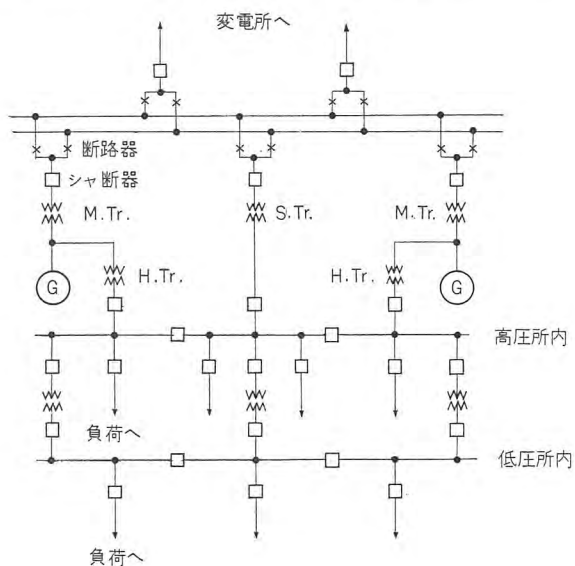 変電所へ
断路器
シャ断器
M.Tr.
S.Tr.
M.Tr.
H.Tr.
H.Tr.
G
G
高圧所内
負荷へ
低圧所内
負荷へ